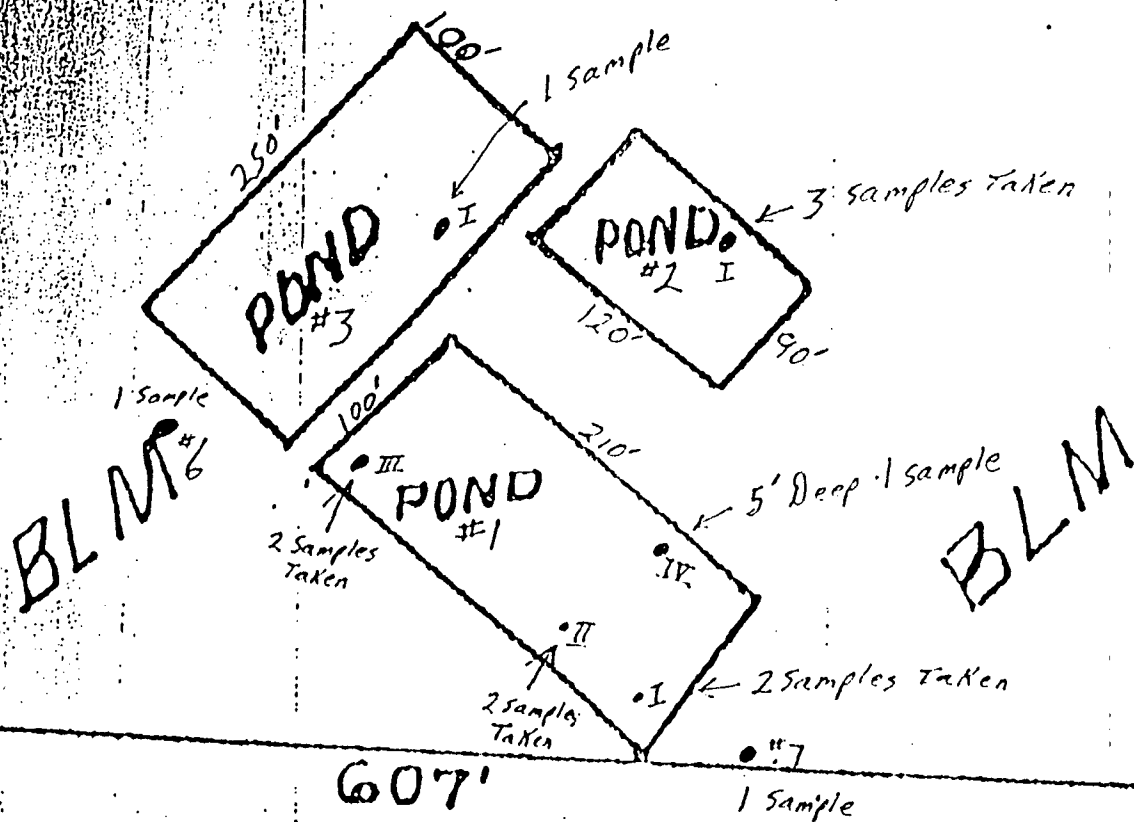 100-
1 Sample
250'
I
3 Samples Taken
POND
#2 I
POND
#3
120-
90-
1 Sample
#6
BLM
100'
210-
III
POND
#1
5' Deep 1 Sample
2 Samples
Taken
IV
BLM
II
2 Samples
Taken
I
2 Samples Taken
#7
607'
1 Sample